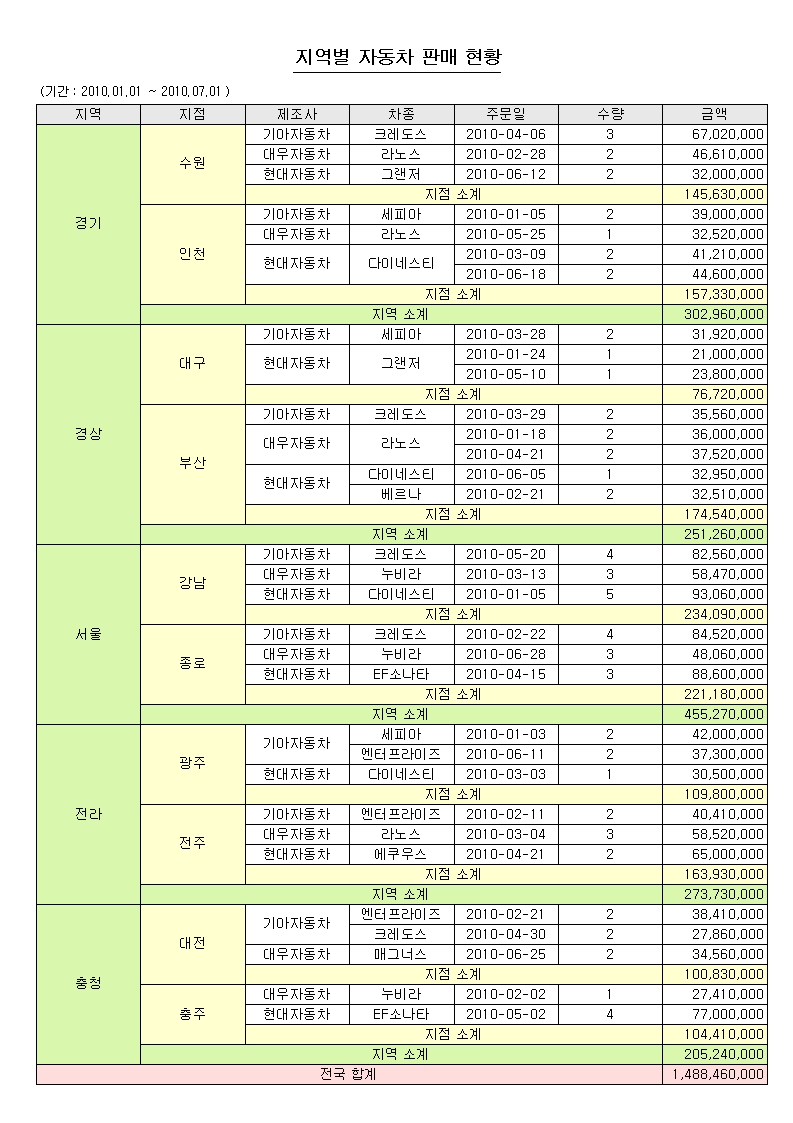 지역별 자동차 판매 현황
(기간 : 2010.01.01 ~ 2010.07.01 )
지역 지점 제조사 차종 주문일 수량 금액
경기 수원 기아자동차 크레도스 2010-04-06 3 67,020,000
대우자동차 라노스 2010-02-28 2 46,610,000
현대자동차 그랜저 2010-06-12 2 32,000,000
지점 소계 145,630,000
인천 기아자동차 세피아 2010-01-05 2 39,000,000
대우자동차 라노스 2010-05-25 1 32,520,000
현대자동차 다이네스티 2010-03-09 2 41,210,000
2010-06-18 2 44,600,000
지점 소계 157,330,000
지역 소계 302,960,000
경상 대구 기아자동차 세피아 2010-03-28 2 31,920,000
현대자동차 그랜저 2010-01-24 1 21,000,000
2010-05-10 1 23,800,000
지점 소계 76,720,000
부산 기아자동차 크레도스 2010-03-29 2 35,560,000
대우자동차 라노스 2010-01-18 2 36,000,000
2010-04-21 2 37,520,000
현대자동차 다이네스티 2010-06-05 1 32,950,000
베르나 2010-02-21 2 32,510,000
지점 소계 174,540,000
지역 소계 251,260,000
서울 강남 기아자동차 크레도스 2010-05-20 4 82,560,000
대우자동차 누비라 2010-03-13 3 58,470,000
현대자동차 다이네스티 2010-01-05 5 93,060,000
지점 소계 234,090,000
종로 기아자동차 크레도스 2010-02-22 4 84,520,000
대우자동차 누비라 2010-06-28 3 48,060,000
현대자동차 EF소나타 2010-04-15 3 88,600,000
지점 소계 221,180,000
지역 소계 455,270,000
전라 광주 기아자동차 세피아 2010-01-03 2 42,000,000
엔터프라이즈 2010-06-11 2 37,300,000
현대자동차 다이네스티 2010-03-03 1 30,500,000
지점 소계 109,800,000
전주 기아자동차 엔터프라이즈 2010-02-11 2 40,410,000
대우자동차 라노스 2010-03-04 3 58,520,000
현대자동차 에쿠우스 2010-04-21 2 65,000,000
지점 소계 163,930,000
지역 소계 273,730,000
충청 대전 기아자동차 엔터프라이즈 2010-02-21 2 38,410,000
크레도스 2010-04-30 2 27,860,000
대우자동차 매그너스 2010-06-25 2 34,560,000
지점 소계 100,830,000
충주 대우자동차 누비라 2010-02-02 1 27,410,000
현대자동차 EF소나타 2010-05-02 4 77,000,000
지점 소계 104,410,000
지역 소계 205,240,000
전국 합계 1,488,460,000